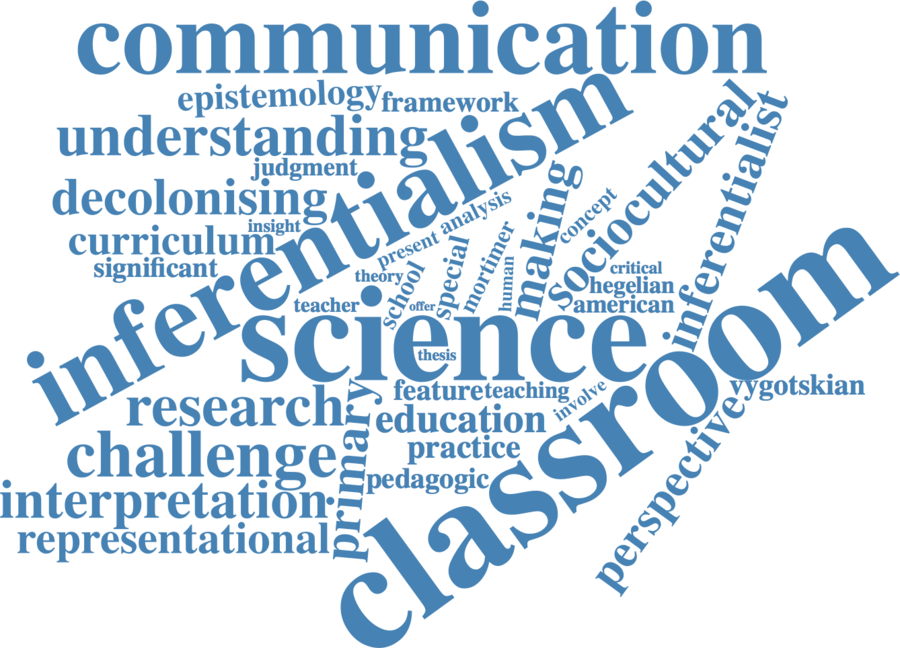 communication
epistemology
framework
understanding
judgment
inferentialism
decolonising
insight
curriculum
significant
present analysis
making
concept
sociocultural
inferentialist
theory
school
special
mortimer
human
critical
hegelian
american
teacher
offer
science
thesis
classroom
research
primary
feature
teaching
involve
vygotskian
education
challenge
practice
perspective
pedagogic
interpretation
representational